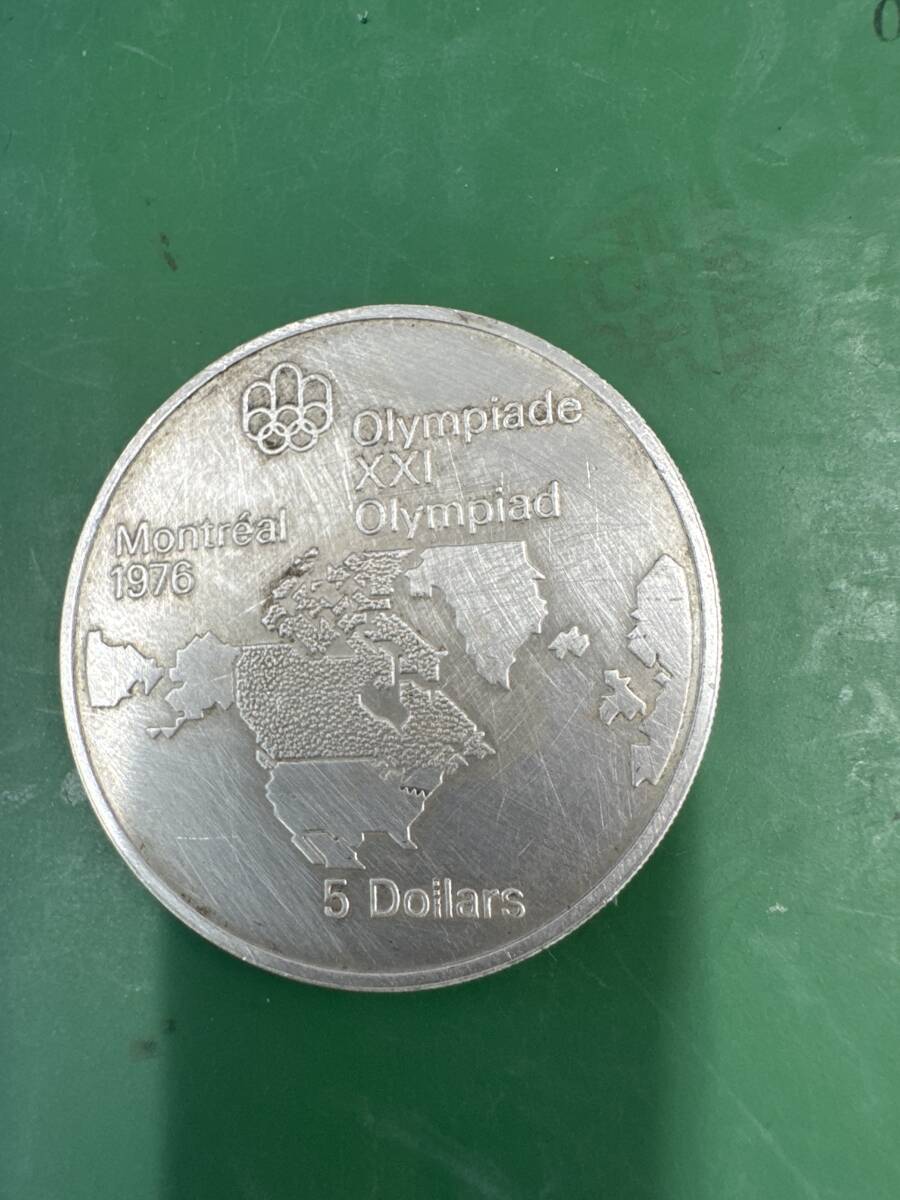 Olympiade
XXI
Olympiad
Montréal
1976
5 Dollars